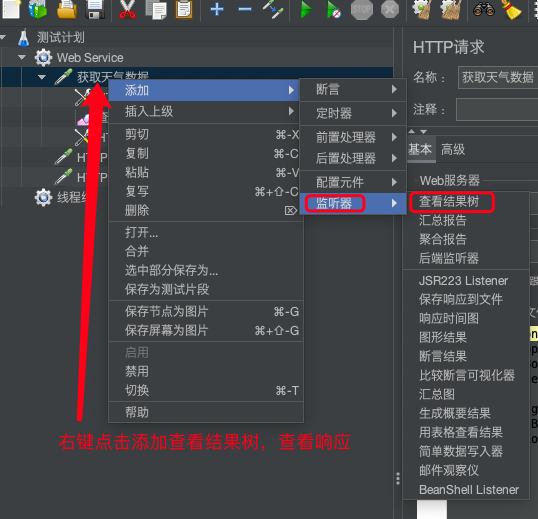 测试计划
Web Service
获取天气数据
HTTP
HTTP
线程组
添加
插入上级
剪切 ⌘-X
复制 ⌘-C
粘贴 ⌘-V
复写 ⌘+⇧-C
删除 ⌦
打开...
合并
选中部分保存为...
保存为测试片段
保存节点为图片 ⌘-G
保存屏幕为图片 ⌘+⇧-G
启用
禁用
切换 ⌘-T
帮助
断言
定时器
前置处理器
后置处理器
配置元件
监听器
查看结果树
汇总报告
聚合报告
后端监听器
JSR223 Listener
保存响应到文件
响应时间图
图形结果
断言结果
比较断言可视化器
汇总图
生成概要结果
用表格查看结果
简单数据写入器
邮件观察仪
BeanShell Listener
HTTP请求
名称： 获取天气数据
注释：
基本 高级
Web服务器
右键点击添加查看结果树，查看响应